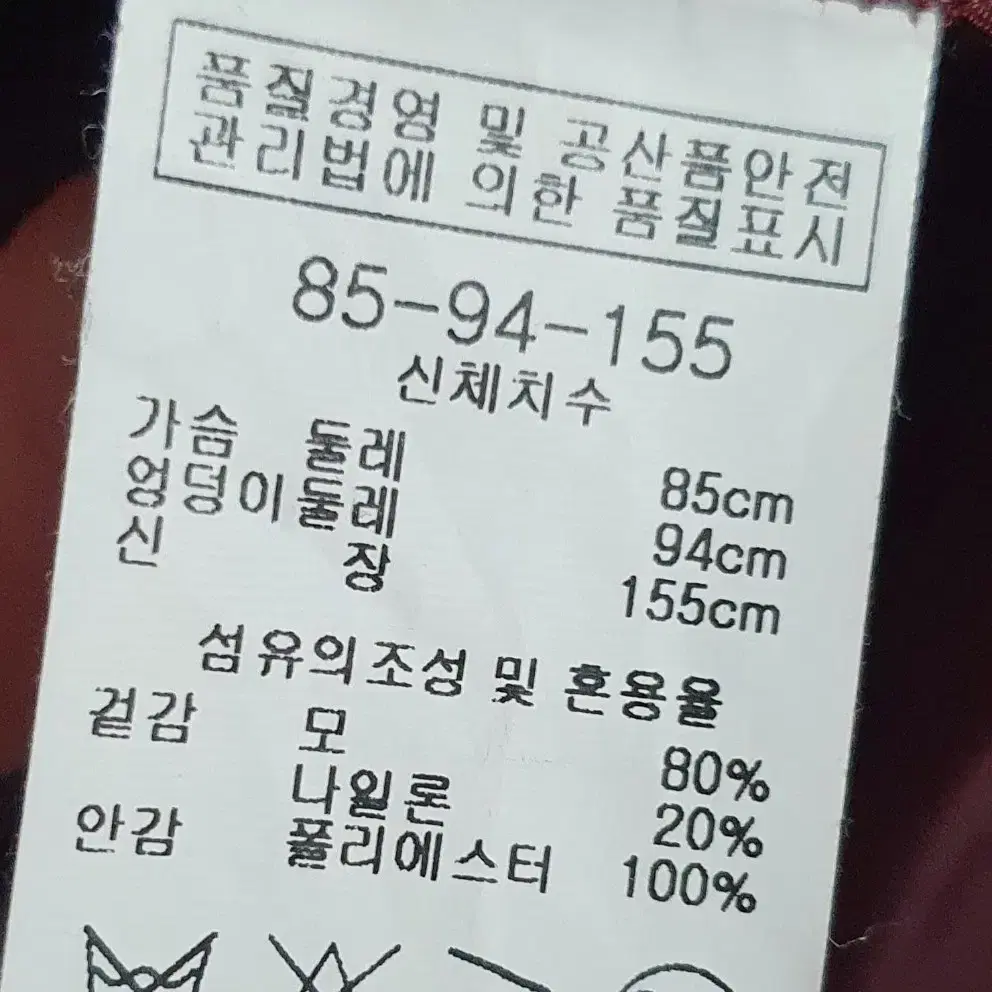 품질경영 및 공산품안전
관리법에 의한 품질표시
85-94-155
신체치수
가슴 둘레 85cm
엉덩이둘레 94cm
신 장 155cm
섬유의조성 및 혼용율
겉감 모 80%
나일론 20%
안감 폴리에스터 100%